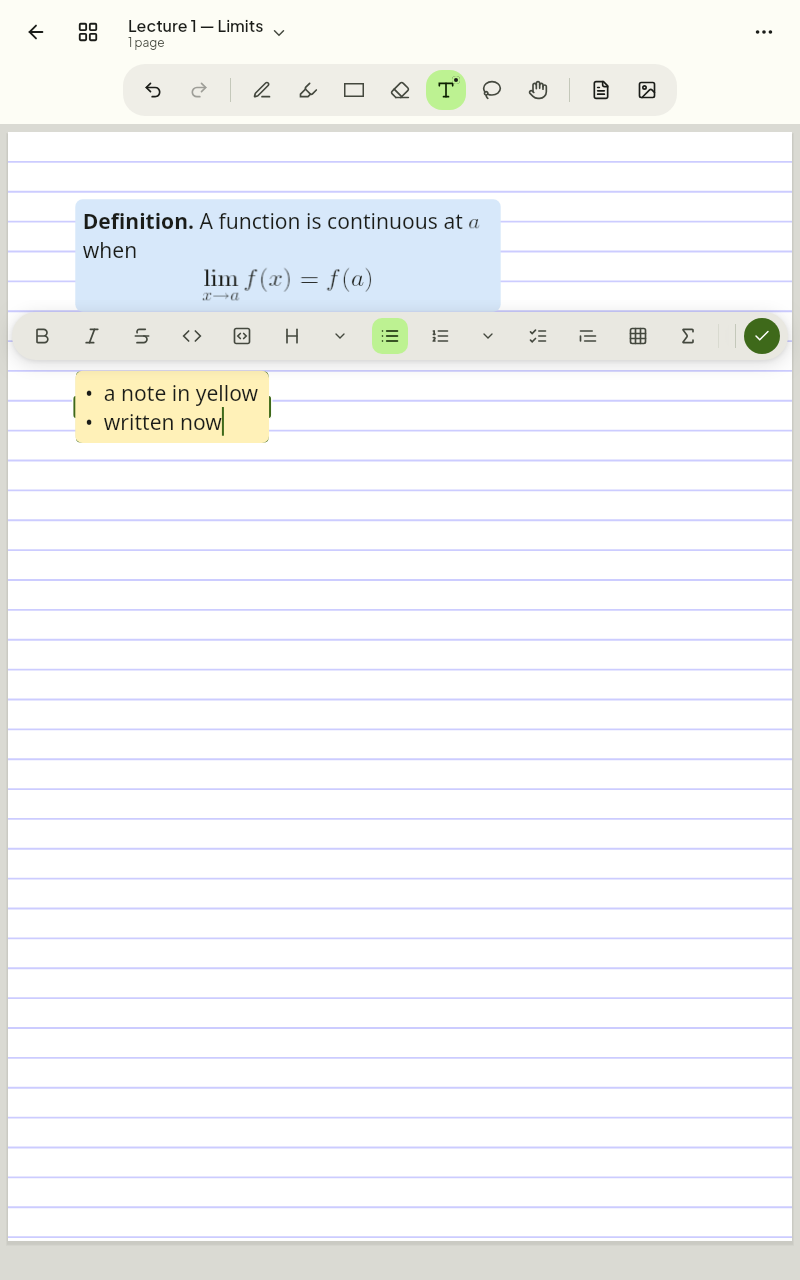 Lecture 1 — Limits
1 page
Definition. A function is continuous at a
when
lim f(x) = f(a)
x→a
• a note in yellow
• written now